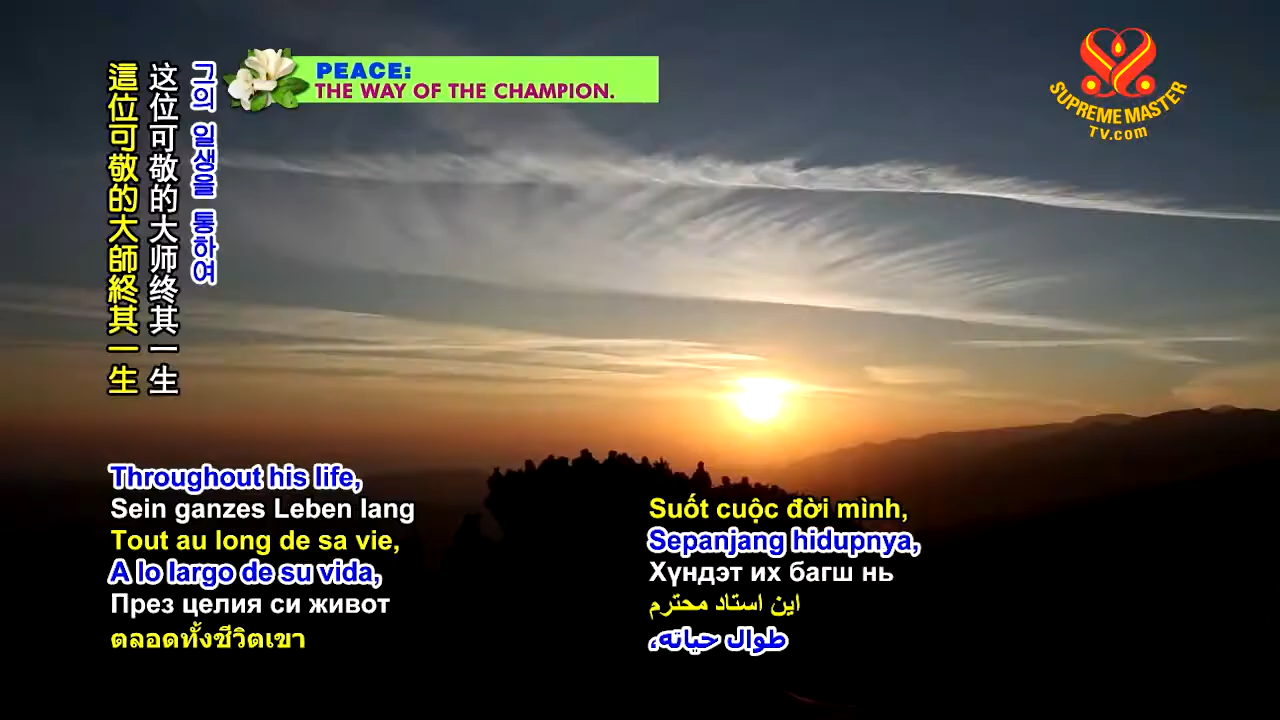 PEACE:
THE WAY OF THE CHAMPION.
SUPREME MASTER
TV.com
그의 일생을 통하여
这位可敬的大师终其一生
這位可敬的大師終其一生
Throughout his life,
Sein ganzes Leben lang
Tout au long de sa vie,
A lo largo de su vida,
През целия си живот
ตลอดทั้งชีวิตเขา
Suốt cuộc đời mình,
Sepanjang hidupnya,
Хүндэт их багш нь
این استاد محترم
طوال حياته،